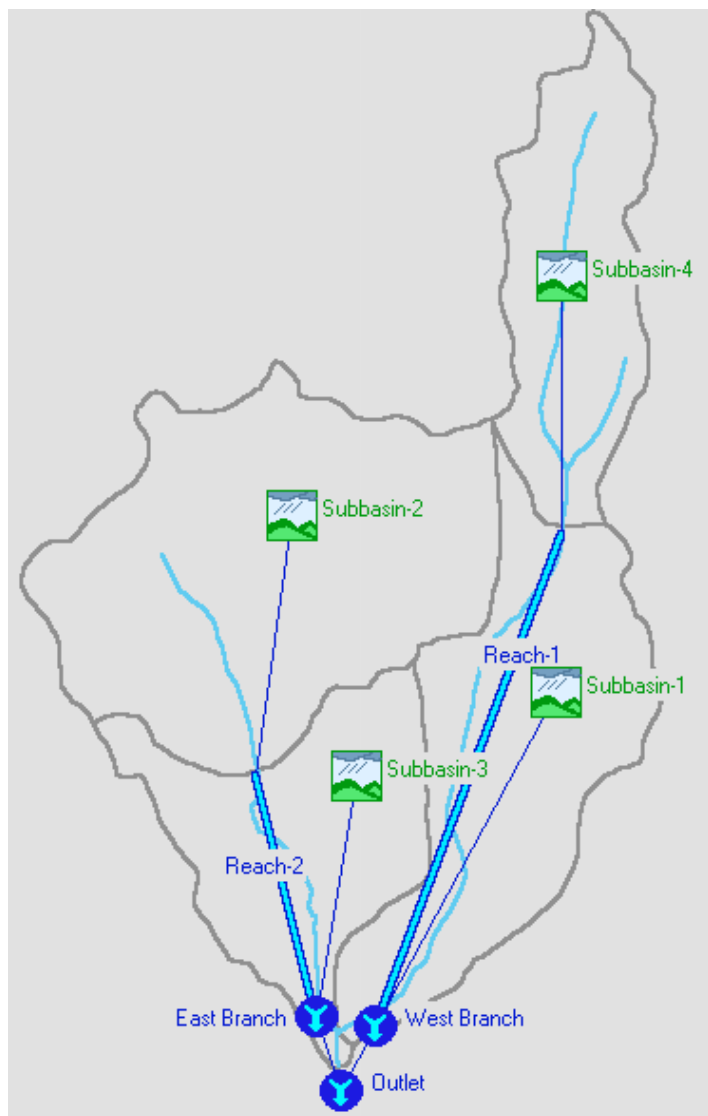 Subbasin-4
Subbasin-2
Reach-1
Subbasin-1
Subbasin-3
Reach-2
East Branch
West Branch
Outlet